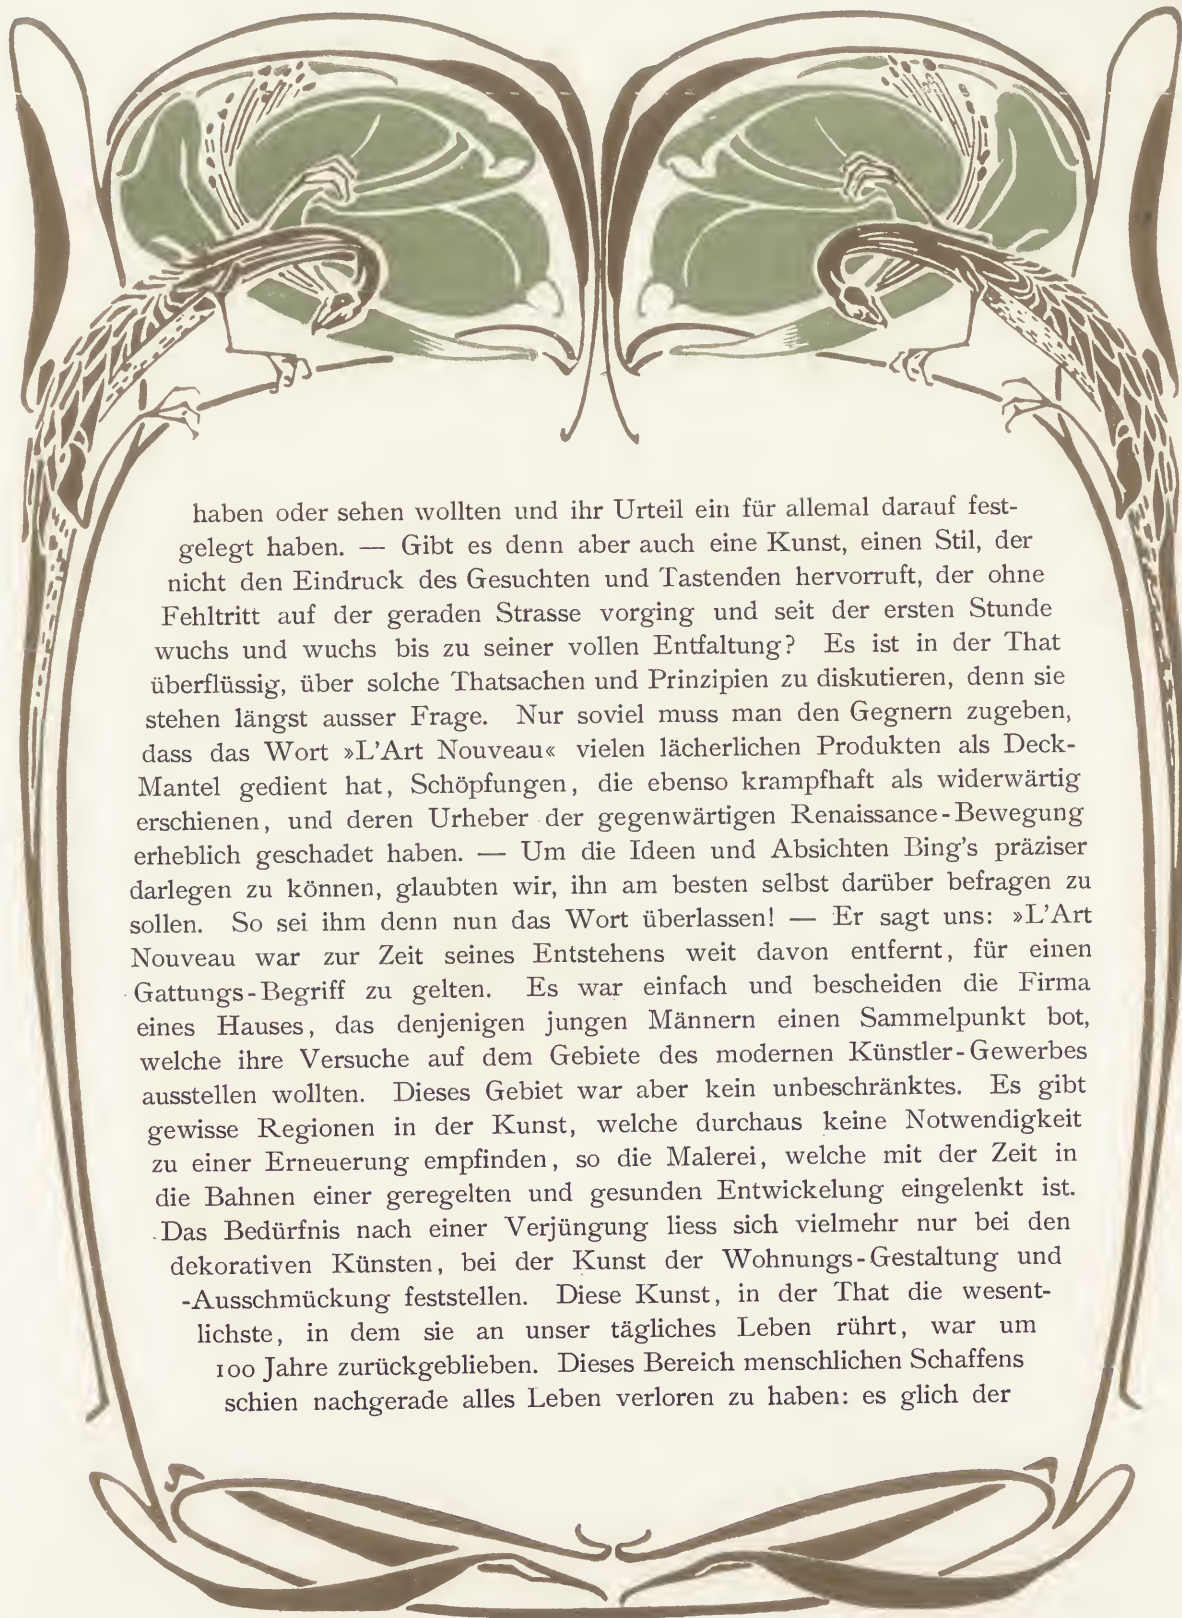 haben oder sehen wollten und ihr Urteil ein für allemal darauf fest-
gelegt haben. — Gibt es denn aber auch eine Kunst, einen Stil, der
nicht den Eindruck des Gesuchten und Tastenden hervorruft, der ohne
Fehltritt auf der geraden Strasse vorging und seit der ersten Stunde
wuchs und wuchs bis zu seiner vollen Entfaltung? Es ist in der That
überflüssig, über solche Thatsachen und Prinzipien zu diskutieren, denn sie
stehen längst ausser Frage. Nur soviel muss man den Gegnern zugeben,
dass das Wort »L'Art Nouveau« vielen lächerlichen Produkten als Deck-
Mantel gedient hat, Schöpfungen, die ebenso krampfhaft als widerwärtig
erschienen, und deren Urheber der gegenwärtigen Renaissance-Bewegung
erheblich geschadet haben. — Um die Ideen und Absichten Bing's präziser
darlegen zu können, glaubten wir, ihn am besten selbst darüber befragen zu
sollen. So sei ihm denn nun das Wort überlassen! — Er sagt uns: »L'Art
Nouveau war zur Zeit seines Entstehens weit davon entfernt, für einen
Gattungs-Begriff zu gelten. Es war einfach und bescheiden die Firma
eines Hauses, das denjenigen jungen Männern einen Sammelpunkt bot,
welche ihre Versuche auf dem Gebiete des modernen Künstler-Gewerbes
ausstellen wollten. Dieses Gebiet war aber kein unbeschränktes. Es gibt
gewisse Regionen in der Kunst, welche durchaus keine Notwendigkeit
zu einer Erneuerung empfinden, so die Malerei, welche mit der Zeit in
die Bahnen einer geregelten und gesunden Entwickelung eingelenkt ist.
Das Bedürfnis nach einer Verjüngung liess sich vielmehr nur bei den
dekorativen Künsten, bei der Kunst der Wohnungs-Gestaltung und
-Ausschmückung feststellen. Diese Kunst, in der That die wesent-
lichste, in dem sie an unser tägliches Leben rührt, war um
100 Jahre zurückgeblieben. Dieses Bereich menschlichen Schaffens
schien nachgerade alles Leben verloren zu haben: es glich der